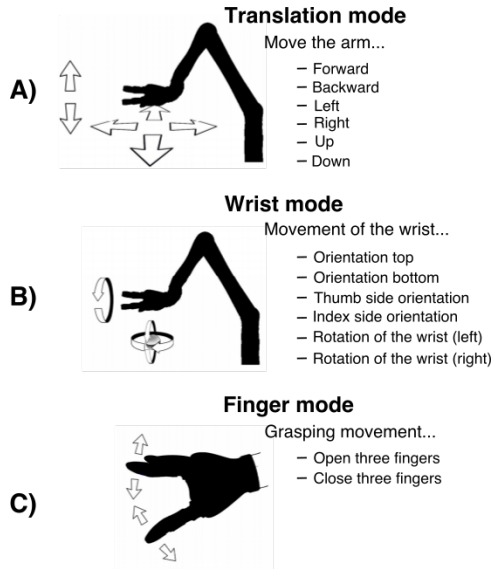 Translation mode
Move the arm...
A)
– Forward
– Backward
– Left
– Right
– Up
– Down
Wrist mode
Movement of the wrist...
B)
– Orientation top
– Orientation bottom
– Thumb side orientation
– Index side orientation
– Rotation of the wrist (left)
– Rotation of the wrist (right)
Finger mode
Grasping movement...
C)
– Open three fingers
– Close three fingers